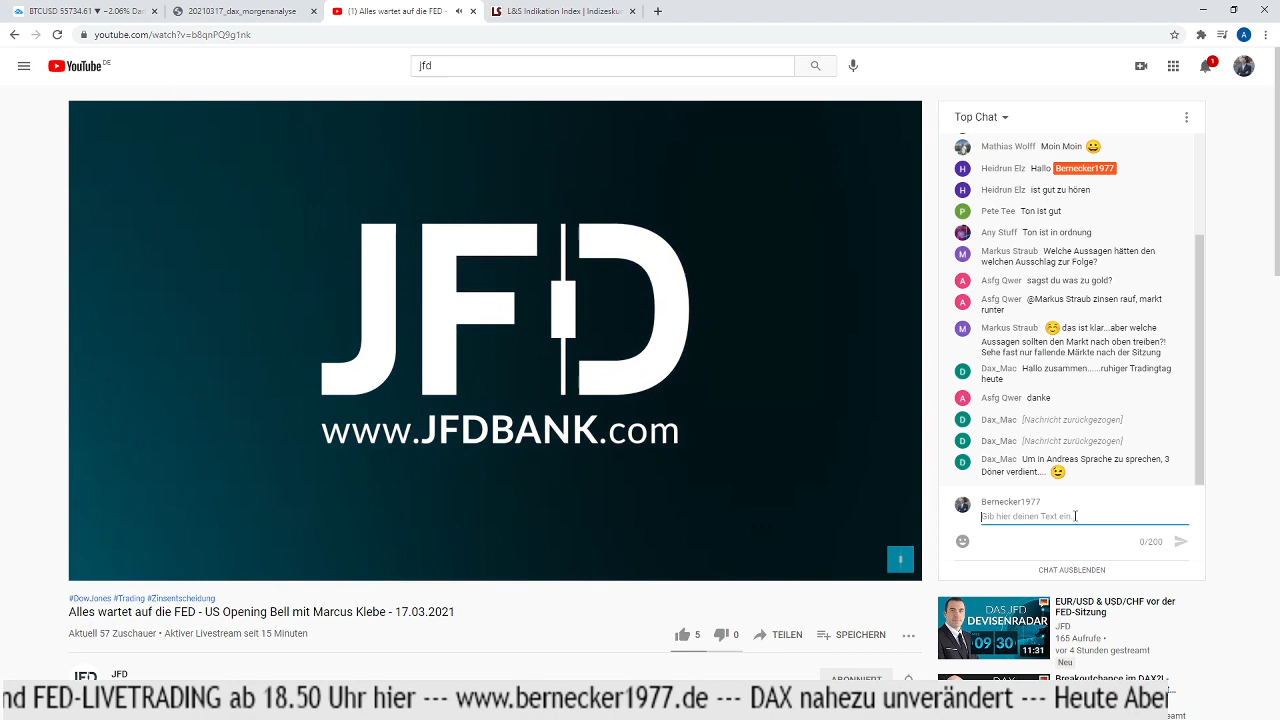 BTCUSD 55734.61 ▼ −2.06% Da
20210317_dax_morgenanalyse
(1) Alles wartet auf die FED -
L&S Indikation Index | Indizesku
youtube.com/watch?v=b8qnPQ9g1nk
A
YouTube DE
jfd
1
JFD
www.JFDBANK.com
#DowJones #Trading #Zinsentscheidung
Alles wartet auf die FED - US Opening Bell mit Marcus Klebe - 17.03.2021
Aktuell 57 Zuschauer • Aktiver Livestream seit 15 Minuten
5
0
TEILEN
SPEICHERN
JFD
JFD
ABONNIERT
Top Chat
Mathias Wolff Moin Moin 😀
H Heidrun Elz Hallo Bernecker1977
H Heidrun Elz ist gut zu hören
P Pete Tee Ton ist gut
Any Stuff Ton ist in ordnung
M Markus Straub Welche Aussagen hätten den
welchen Ausschlag zur Folge?
A Asfg Qwer sagst du was zu gold?
A Asfg Qwer @Markus Straub zinsen rauf, markt
runter
M Markus Straub ☺️ das ist klar...aber welche
Aussagen sollten den Markt nach oben treiben?!
Sehe fast nur fallende Märkte nach der Sitzung
D Dax_Mac Hallo zusammen......ruhiger Tradingtag
heute
A Asfg Qwer danke
D Dax_Mac [Nachricht zurückgezogen]
D Dax_Mac [Nachricht zurückgezogen]
D Dax_Mac Um in Andreas Sprache zu sprechen, 3
Döner verdient.... 😉
Bernecker1977
Gib hier deinen Text ein.
0/200
CHAT AUSBLENDEN
DAS JFD
DEVISENRADAR
09 30
11:31
EUR/USD & USD/CHF vor der
FED-Sitzung
JFD
165 Aufrufe •
vor 4 Stunden gestreamt
Neu
Breakoutchance im DAX?!
nd FED-LIVETRADING ab 18.50 Uhr hier --- www.bernecker1977.de --- DAX nahezu unverändert --- Heute Aber